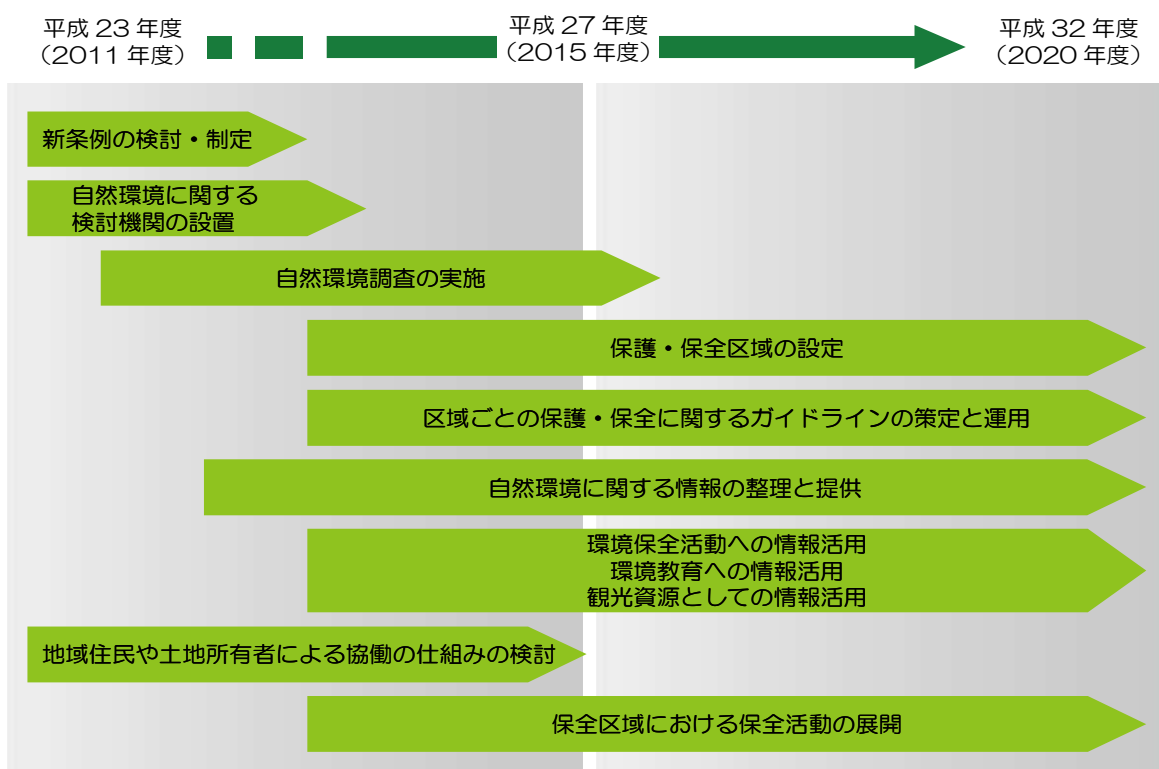 平成 23 年度
（2011 年度）
平成 27 年度
（2015 年度）
平成 32 年度
（2020 年度）
新条例の検討・制定
自然環境に関する
検討機関の設置
自然環境調査の実施
保護・保全区域の設定
区域ごとの保護・保全に関するガイドラインの策定と運用
自然環境に関する情報の整理と提供
環境保全活動への情報活用
環境教育への情報活用
観光資源としての情報活用
地域住民や土地所有者による協働の仕組みの検討
保全区域における保全活動の展開